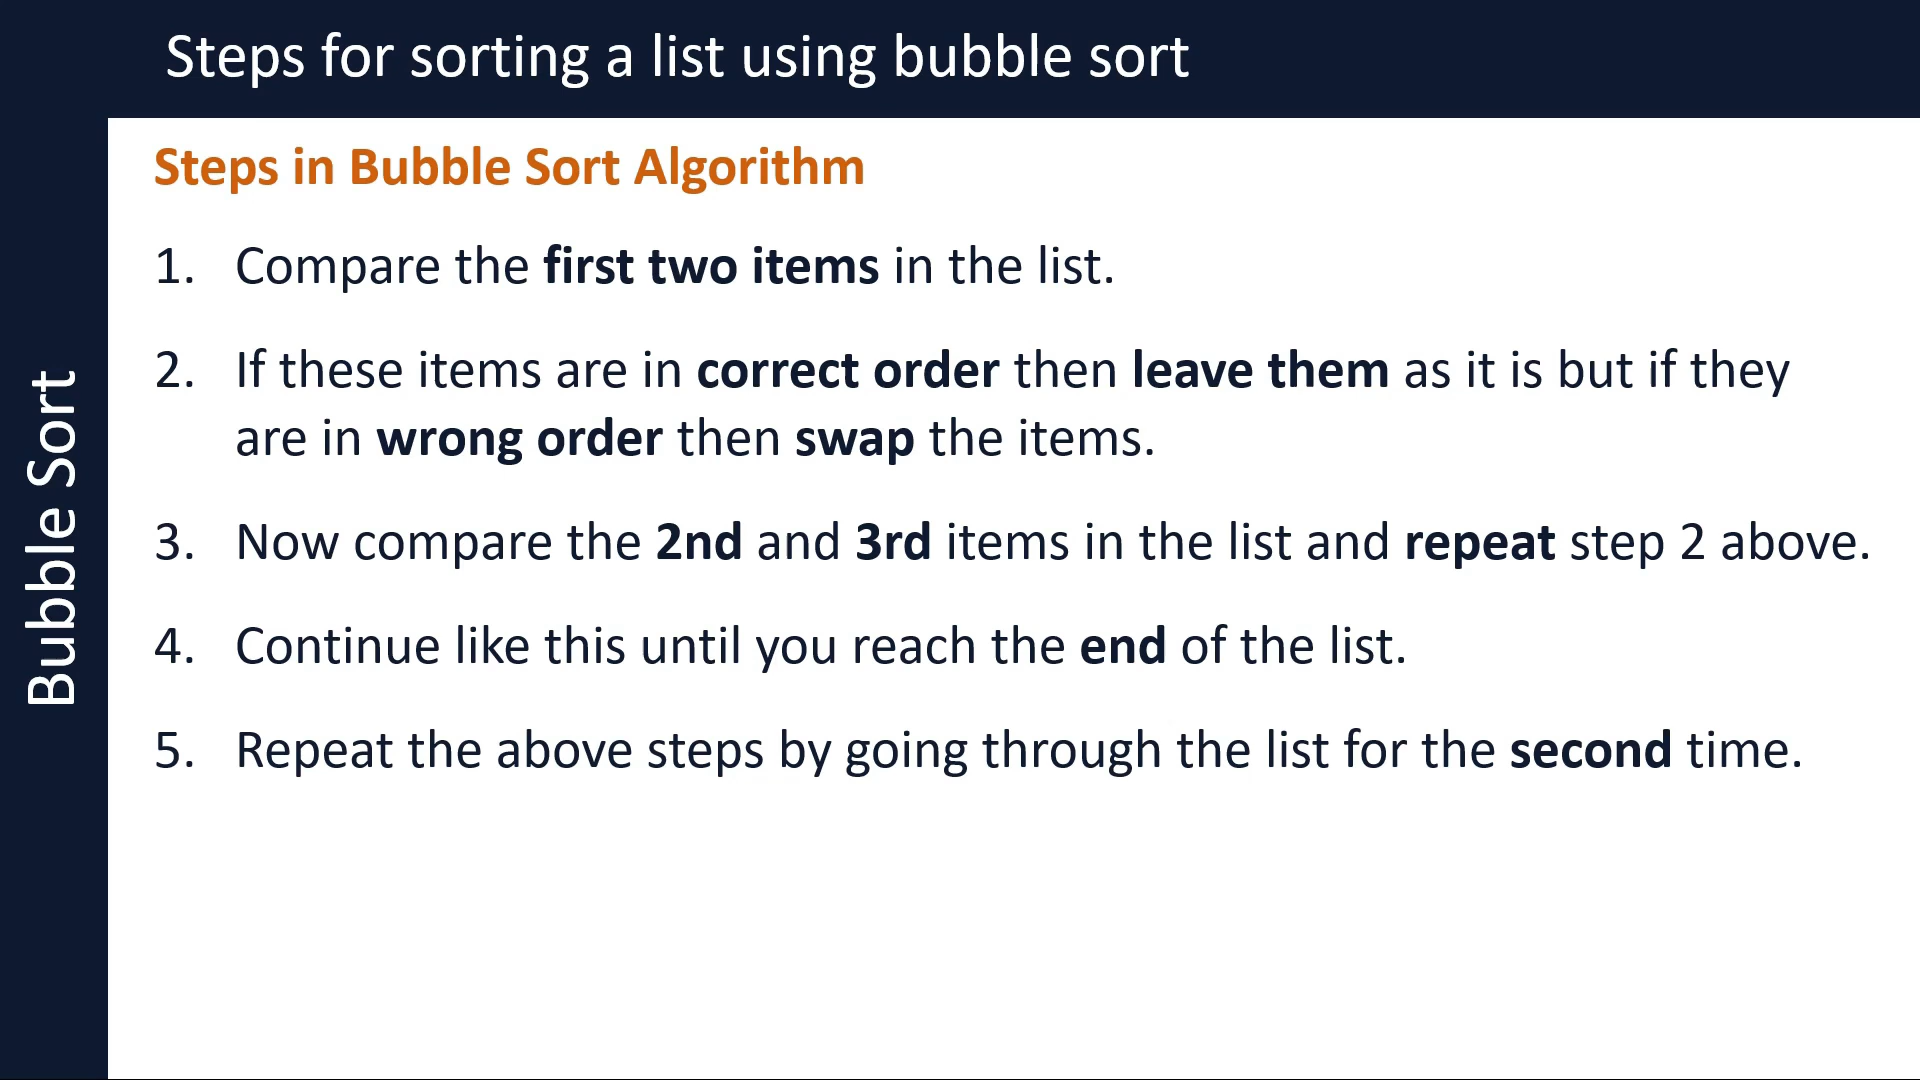 Steps for sorting a list using bubble sort
Bubble Sort
Steps in Bubble Sort Algorithm
1. Compare the first two items in the list.
2. If these items are in correct order then leave them as it is but if they
are in wrong order then swap the items.
3. Now compare the 2nd and 3rd items in the list and repeat step 2 above.
4. Continue like this until you reach the end of the list.
5. Repeat the above steps by going through the list for the second time.